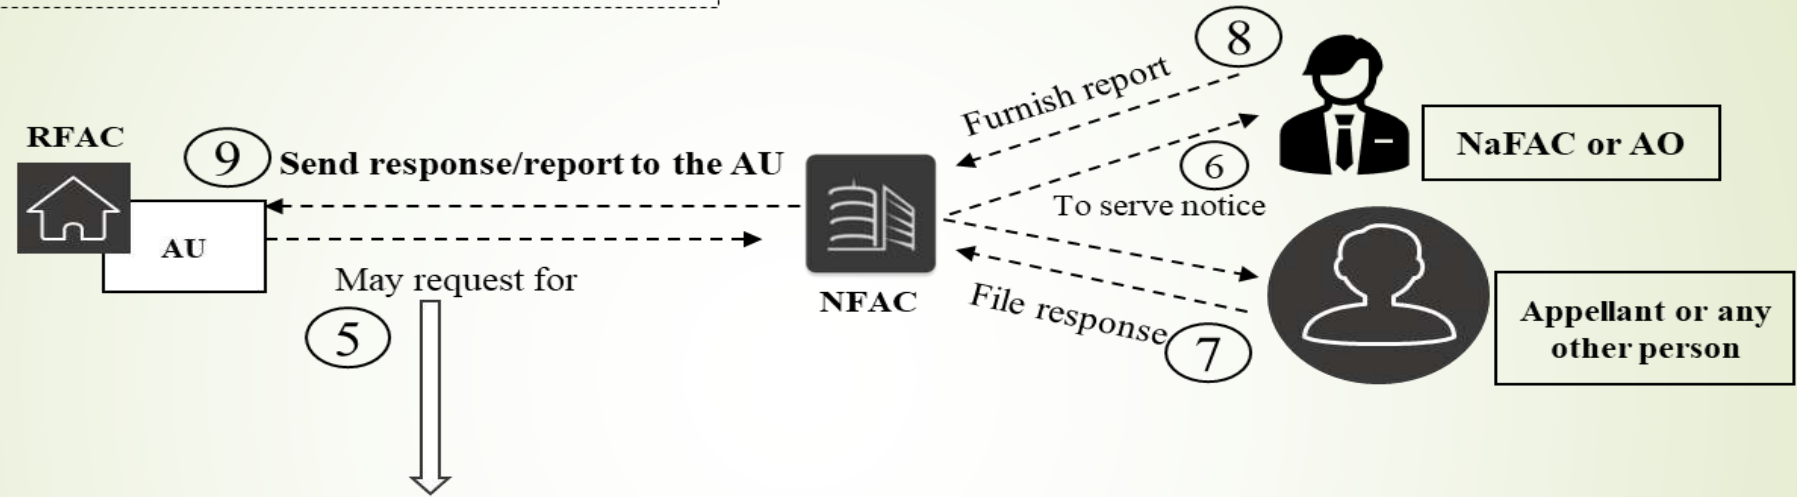 8
Furnish report
NaFAC or AO
6
To serve notice
RFAC
9
Send response/report to the AU
AU
May request for
5
NFAC
File response
7
Appellant or any
other person